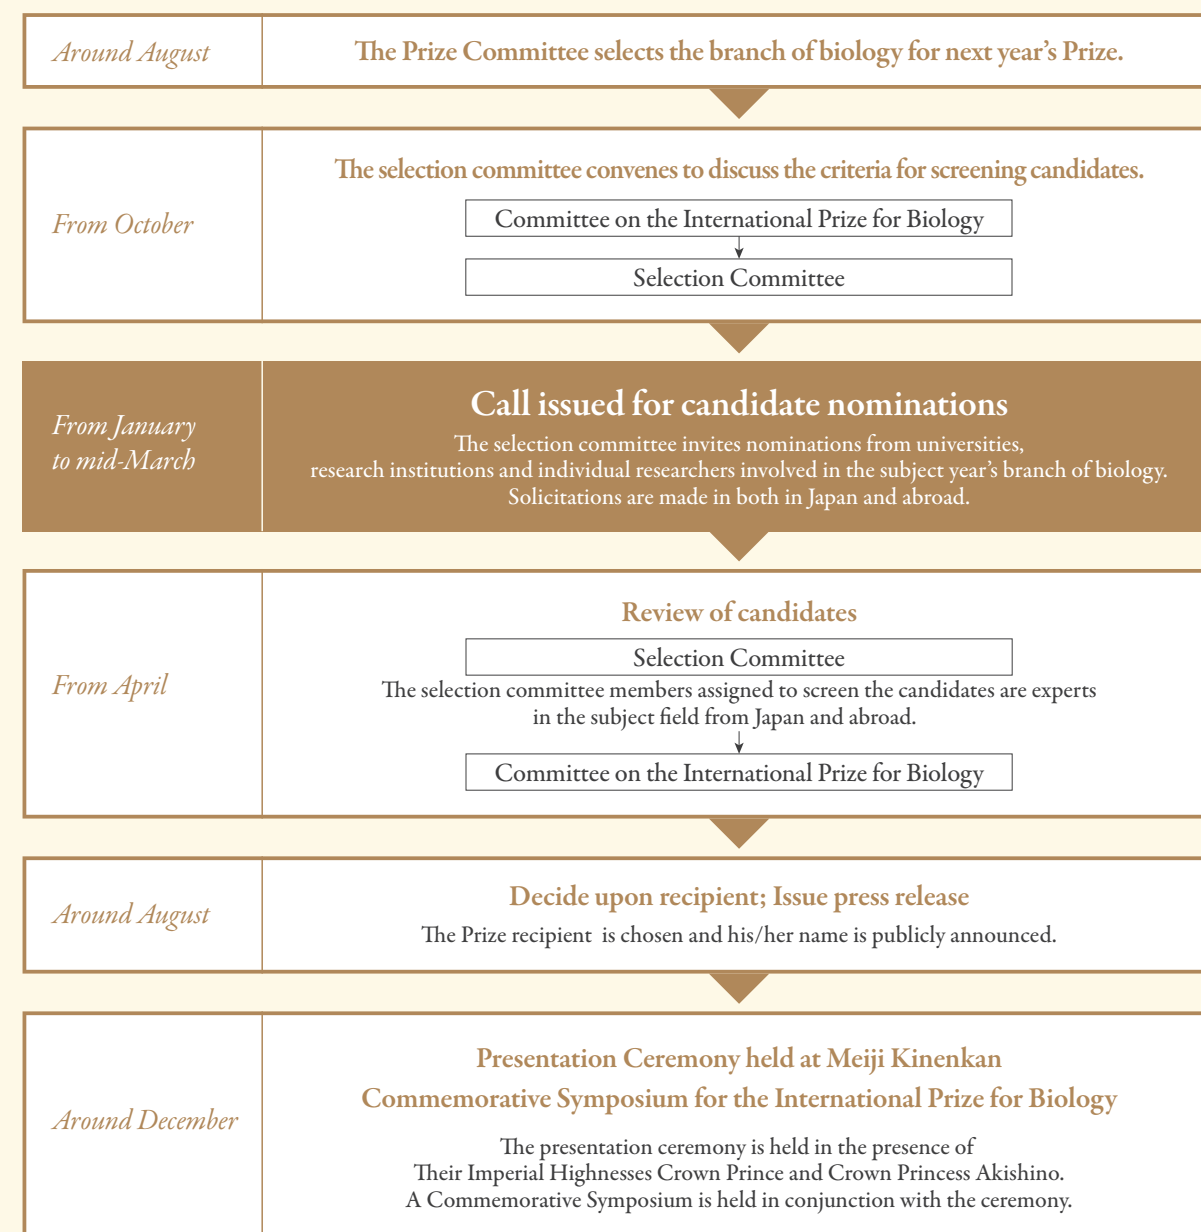 Around August
The Prize Committee selects the branch of biology for next year's Prize.
From October
The selection committee convenes to discuss the criteria for screening candidates.
Committee on the International Prize for Biology
Selection Committee
From January
to mid-March
Call issued for candidate nominations
The selection committee invites nominations from universities,
research institutions and individual researchers involved in the subject year's branch of biology.
Solicitations are made in both in Japan and abroad.
From April
Review of candidates
Selection Committee
The selection committee members assigned to screen the candidates are experts
in the subject field from Japan and abroad.
Committee on the International Prize for Biology
Around August
Decide upon recipient; Issue press release
The Prize recipient  is chosen and his/her name is publicly announced.
Around December
Presentation Ceremony held at Meiji Kinenkan
Commemorative Symposium for the International Prize for Biology
The presentation ceremony is held in the presence of
Their Imperial Highnesses Crown Prince and Crown Princess Akishino.
A Commemorative Symposium is held in conjunction with the ceremony.